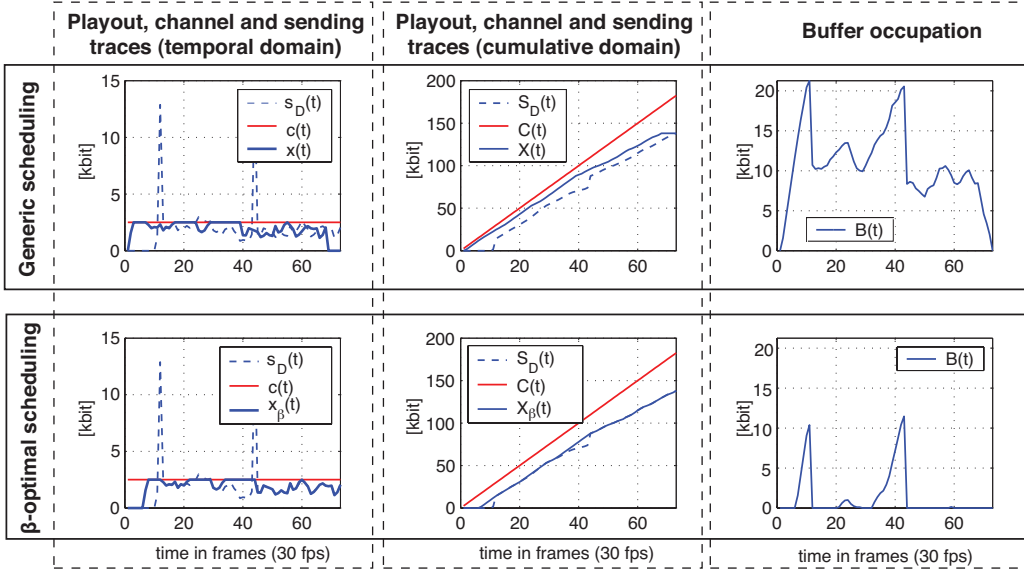 Playout, channel and sending
traces (temporal domain)
Playout, channel and sending
traces (cumulative domain)
Buffer occupation
Generic scheduling
[kbit]
15
10
5
0
0 20 40 60
s_D(t)
c(t)
x(t)
[kbit]
200
150
100
50
0
0 20 40 60
S_D(t)
C(t)
X(t)
20
15
10
5
0
0 20 40 60
B(t)
β-optimal scheduling
[kbit]
15
10
5
0
0 20 40 60
s_D(t)
c(t)
x_β(t)
time in frames (30 fps)
[kbit]
200
150
100
50
0
0 20 40 60
S_D(t)
C(t)
X_β(t)
time in frames (30 fps)
20
15
10
5
0
0 20 40 60
B(t)
time in frames (30 fps)